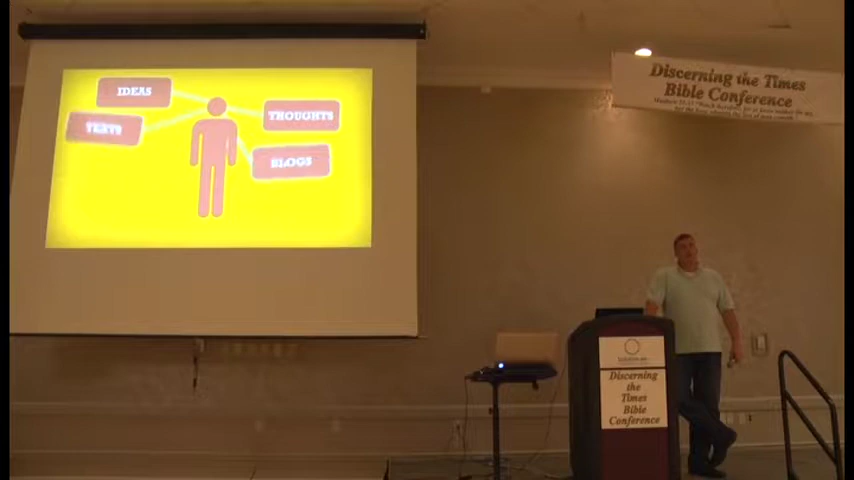 IDEAS
TEXTS
THOUGHTS
BLOGS
Discerning the Times
Bible Conference
Discerning
the
Times
Bible
Conference